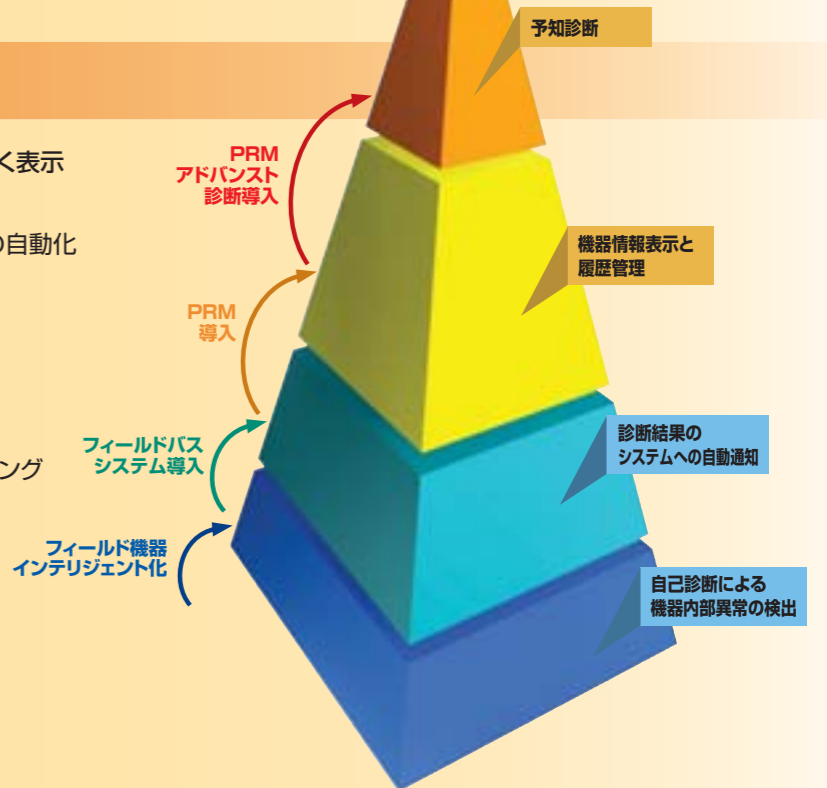 予知診断
く表示
PRM
アドバンスト
診断導入
の自動化
機器情報表示と
履歴管理
PRM
導入
診断結果の
システムへの自動通知
フィールドバス
システム導入
ング
フィールド機器
インテリジェント化
自己診断による
機器内部異常の検出